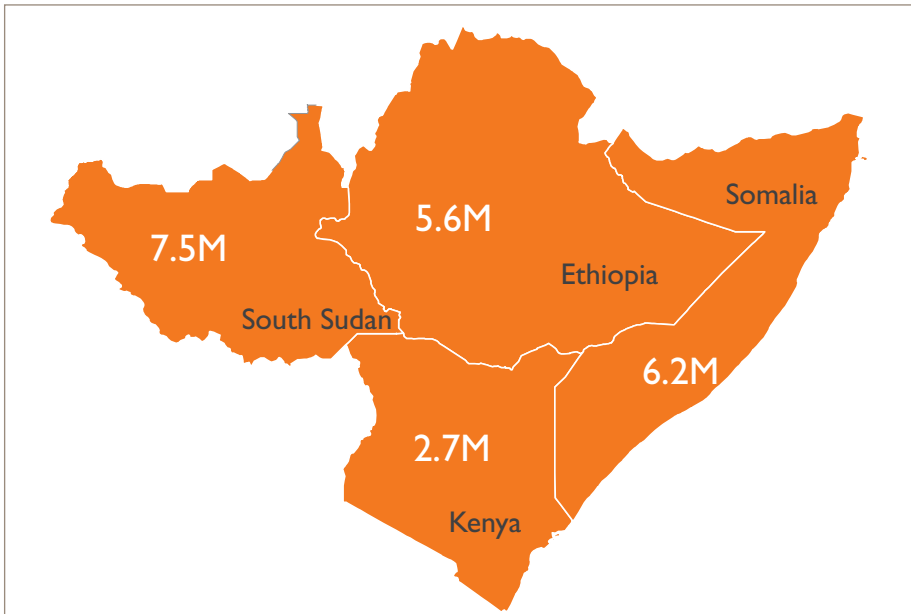 Somalia
5.6M
7.5M
Ethiopia
South Sudan
6.2M
2.7M
Kenya